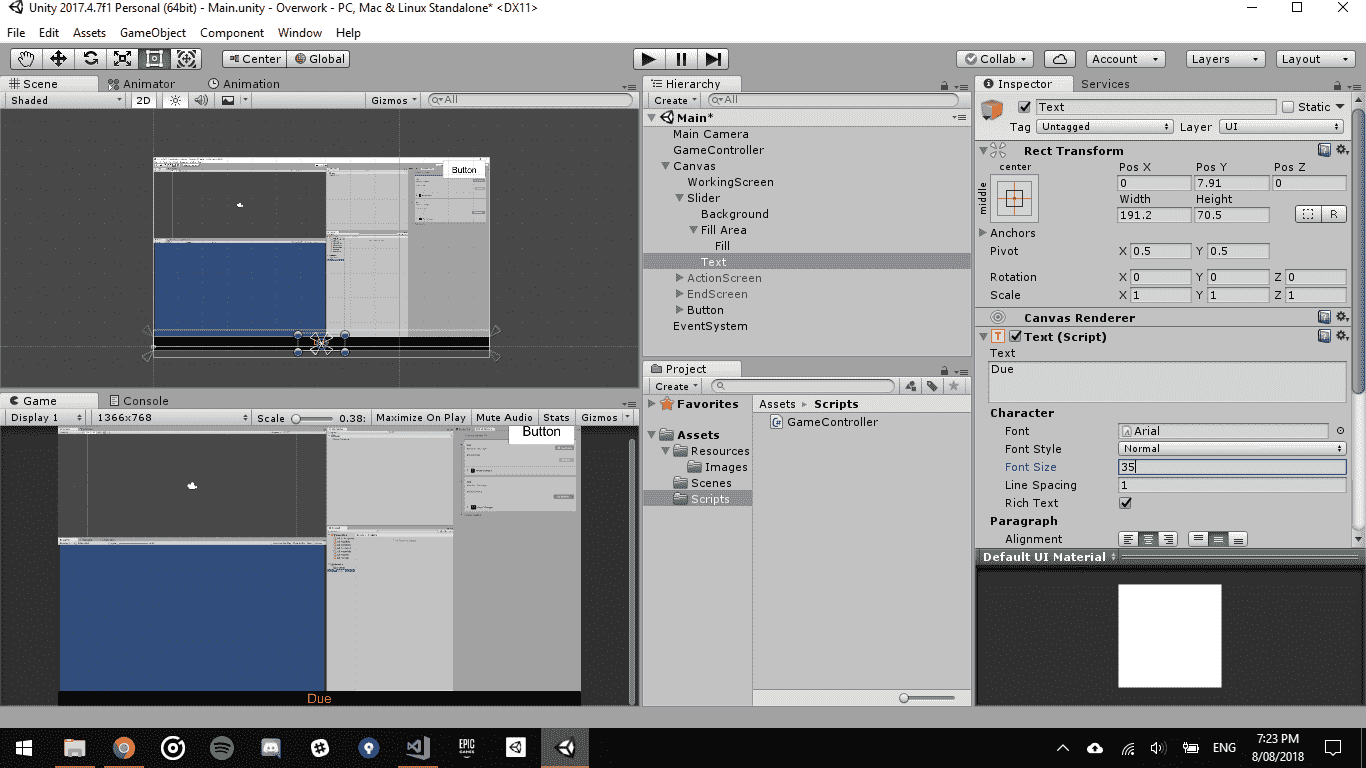 Unity 2017.4.7f1 Personal (64bit) - Main.unity - Overwork - PC, Mac & Linux Standalone* <DX11>
File Edit Assets GameObject Component Window Help
Center Global
Collab Account Layers Layout
Scene Animator Animation
Shaded 2D Gizmos All
Button
Game Console
Display 1 1366x768 Scale 0.38: Maximize On Play Mute Audio Stats Gizmos
Button
Due
Hierarchy
Create All
Main*
Main Camera
GameController
Canvas
WorkingScreen
Slider
Background
Fill Area
Fill
Text
ActionScreen
EndScreen
Button
EventSystem
Project
Create
Favorites
Assets
Resources
Images
Scenes
Scripts
Assets Scripts
GameController
Inspector Services
Text Static
Tag Untagged Layer UI
Rect Transform
center Pos X Pos Y Pos Z
middle 0 7.91 0
Width Height
191.2 70.5 R
Anchors
Pivot X 0.5 Y 0.5
Rotation X 0 Y 0 Z 0
Scale X 1 Y 1 Z 1
Canvas Renderer
T Text (Script)
Text
Due
Character
Font Arial
Font Style Normal
Font Size 35
Line Spacing 1
Rich Text
Paragraph
Alignment
Default UI Material
EPIC GAMES
ENG
7:23 PM
8/08/2018